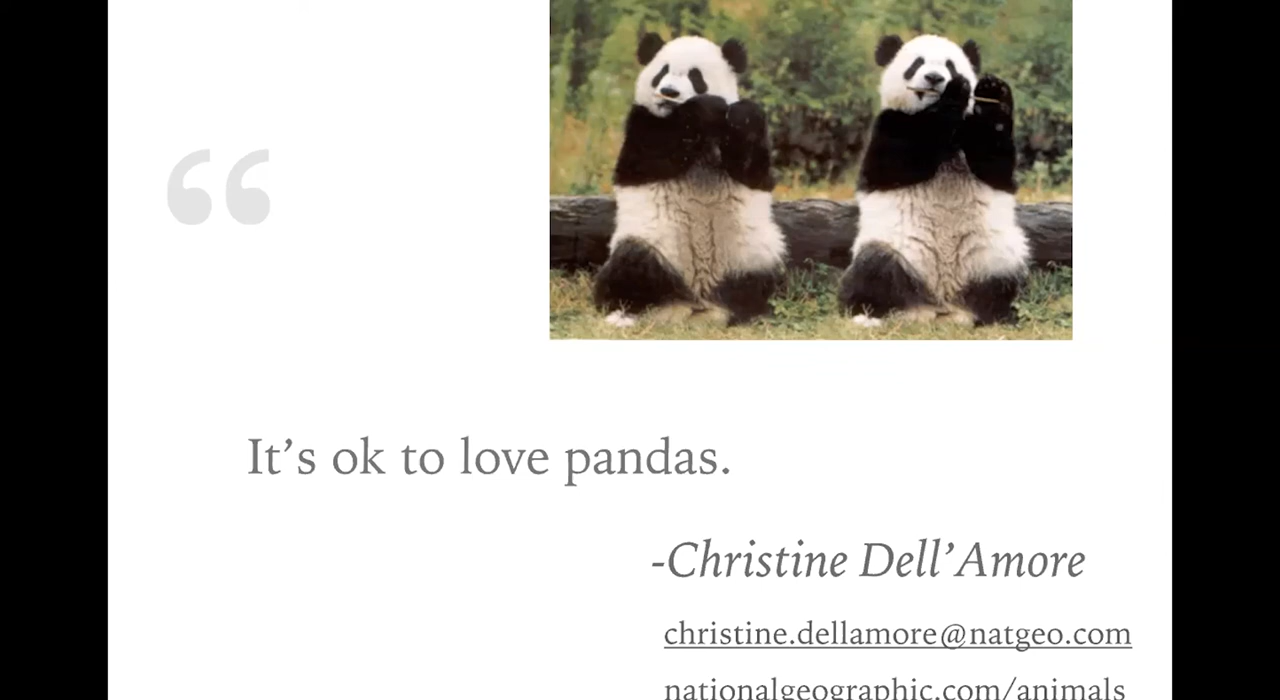 “
It’s ok to love pandas.
-Christine Dell’Amore
christine.dellamore@natgeo.com
nationalgeographic.com/animals